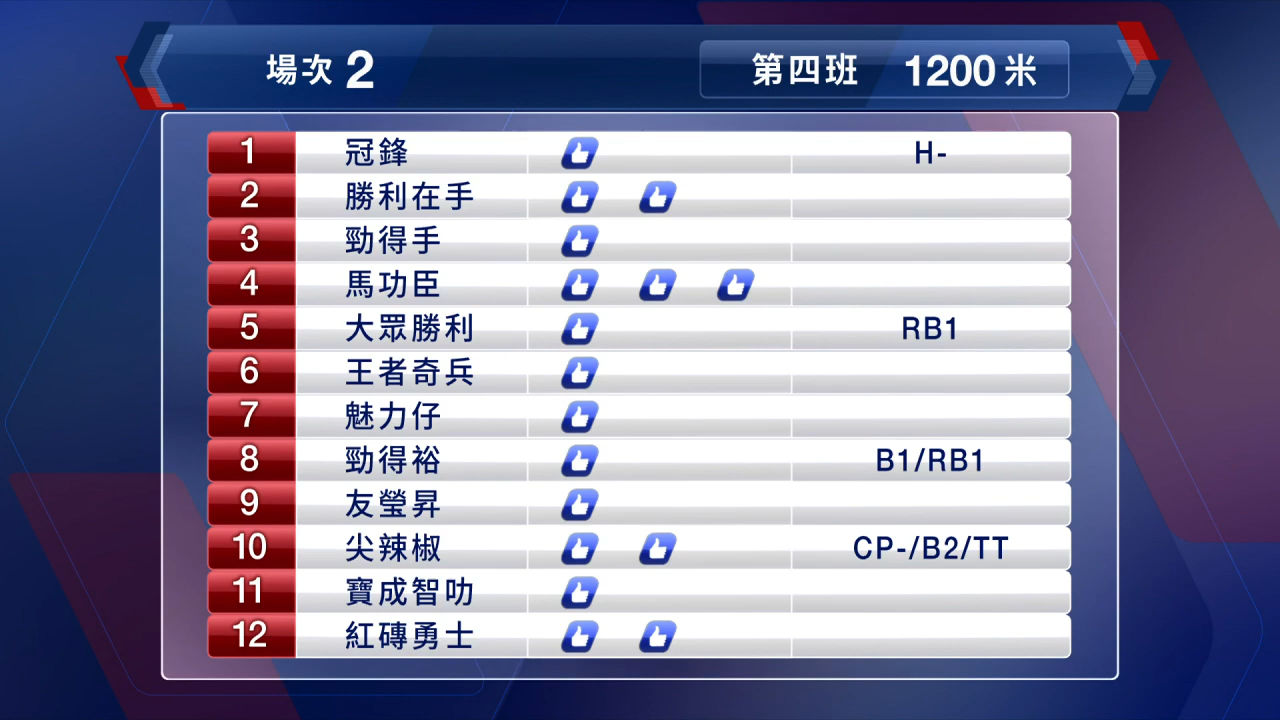 場次 2 第四班 1200 米
1 冠鋒 H-
2 勝利在手
3 勁得手
4 馬功臣
5 大眾勝利 RB1
6 王者奇兵
7 魅力仔
8 勁得裕 B1/RB1
9 友瑩昇
10 尖辣椒 CP-/B2/TT
11 寶成智叻
12 紅磚勇士